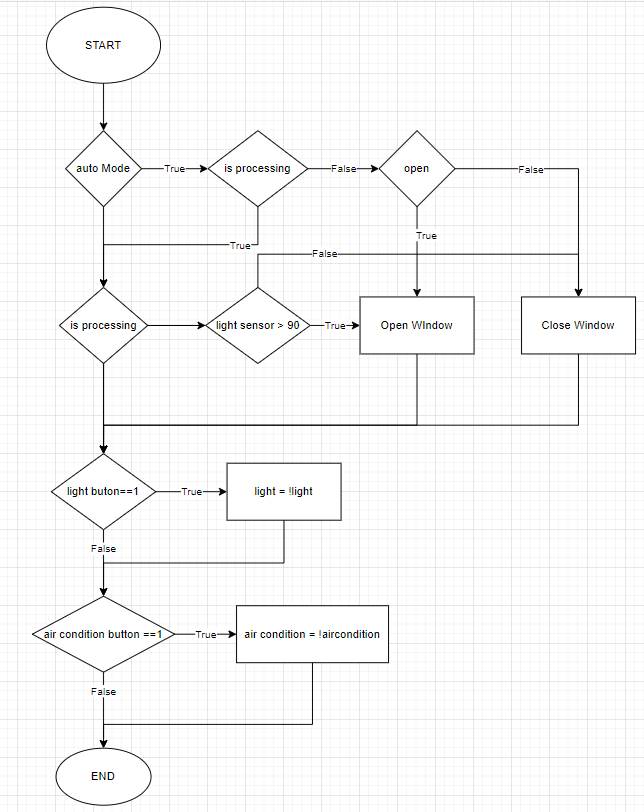 START
auto Mode
True
is processing
False
open
False
True
True
False
is processing
light sensor > 90
True
Open WIndow
Close Window
light buton==1
True
light = !light
False
air condition button ==1
True
air condition = !aircondition
False
END